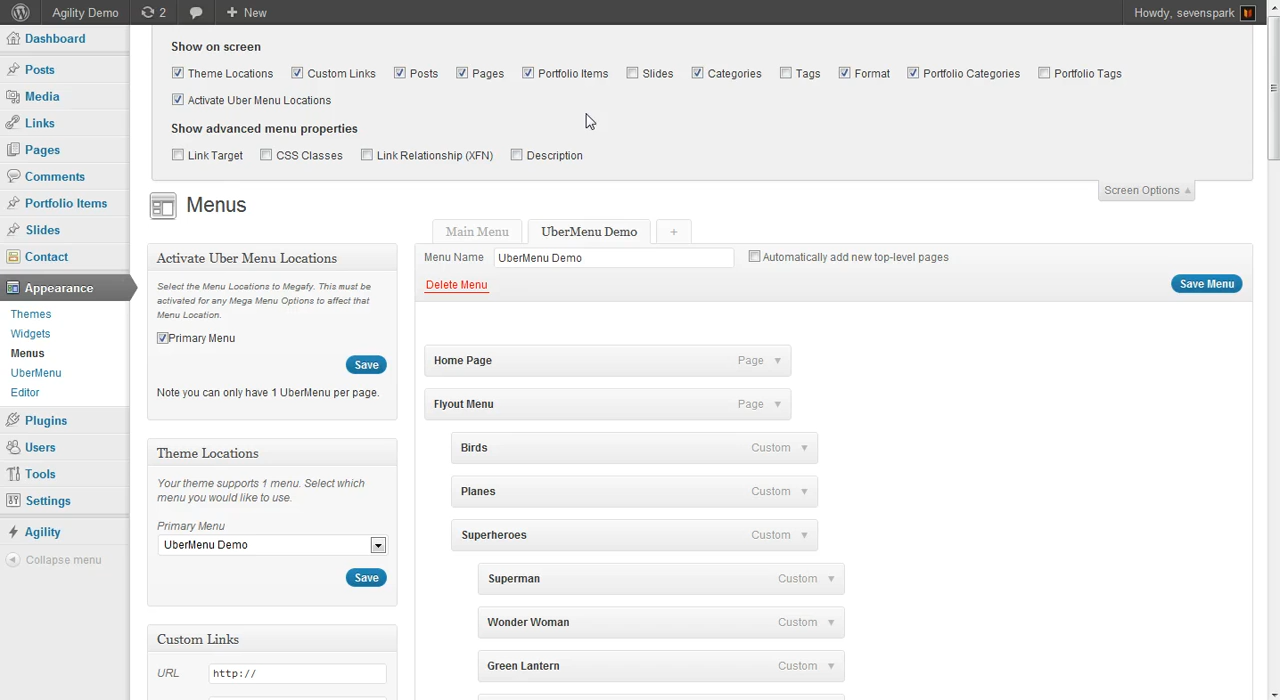 Agility Demo 2 + New Howdy, sevenspark
Dashboard
Posts
Media
Links
Pages
Comments
Portfolio Items
Slides
Contact
Appearance
Themes
Widgets
Menus
UberMenu
Editor
Plugins
Users
Tools
Settings
Agility
Collapse menu
Show on screen
Theme Locations Custom Links Posts Pages Portfolio Items Slides Categories Tags Format Portfolio Categories Portfolio Tags
Activate Uber Menu Locations
Show advanced menu properties
Link Target CSS Classes Link Relationship (XFN) Description
Screen Options
Menus
Activate Uber Menu Locations
Select the Menu Locations to Megafy. This must be
activated for any Mega Menu Options to affect that
Menu Location.
Primary Menu
Save
Note you can only have 1 UberMenu per page.
Theme Locations
Your theme supports 1 menu. Select which
menu you would like to use.
Primary Menu
UberMenu Demo
Save
Custom Links
URL http://
Main Menu UberMenu Demo +
Menu Name UberMenu Demo Automatically add new top-level pages
Delete Menu Save Menu
Home Page Page
Flyout Menu Page
Birds Custom
Planes Custom
Superheroes Custom
Superman Custom
Wonder Woman Custom
Green Lantern Custom